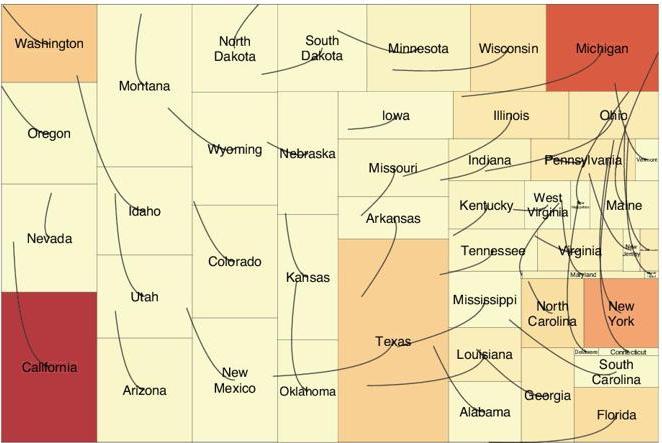 Washington
Montana
North
Dakota
South
Dakota
Minnesota
Wisconsin
Michigan
Oregon
Wyoming
Nebraska
Iowa
Illinois
Ohio
Missouri
Indiana
Pennsylvania
Vermont
Idaho
Arkansas
Kentucky
West
Virginia
Maine
Nevada
Colorado
Kansas
Tennessee
Virginia
New
Jersey
Maryland
Utah
Mississippi
North
Carolina
New
York
California
Texas
Louisiana
Delaware
Connecticut
South
Carolina
Arizona
New
Mexico
Oklahoma
Alabama
Georgia
Florida